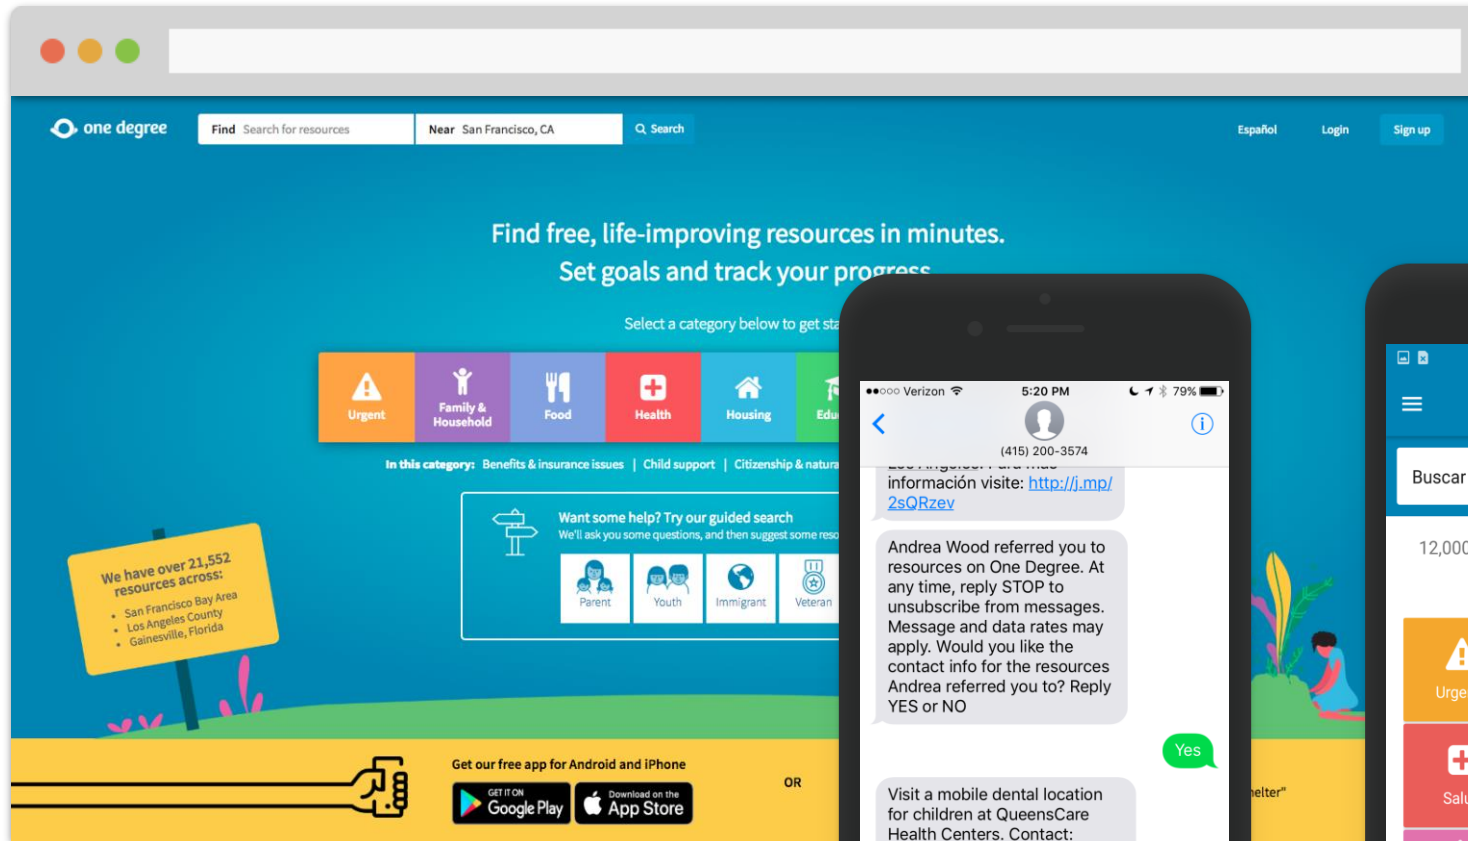 one degree
Find Search for resources
Near San Francisco, CA
Search
Español
Login
Sign up
Find free, life-improving resources in minutes.
Set goals and track your progress
Select a category below to get sta
Urgent
Family &
Household
Food
Health
Housing
Edu
In this category: Benefits & insurance issues | Child support | Citizenship & natura
Want some help? Try our guided search
We'll ask you some questions, and then suggest some reso
Parent
Youth
Immigrant
Veteran
We have over 21,552
resources across:
• San Francisco Bay Area
• Los Angeles County
• Gainesville, Florida
Get our free app for Android and iPhone
GET IT ON
Google Play
Download on the
App Store
OR
helter"
Verizon
5:20 PM
79%
(415) 200-3574
información visite: http://j.mp/
2sQRzev
Andrea Wood referred you to
resources on One Degree. At
any time, reply STOP to
unsubscribe from messages.
Message and data rates may
apply. Would you like the
contact info for the resources
Andrea referred you to? Reply
YES or NO
Yes
Visit a mobile dental location
for children at QueensCare
Health Centers. Contact:
Buscar
12,000
Urge
Salu